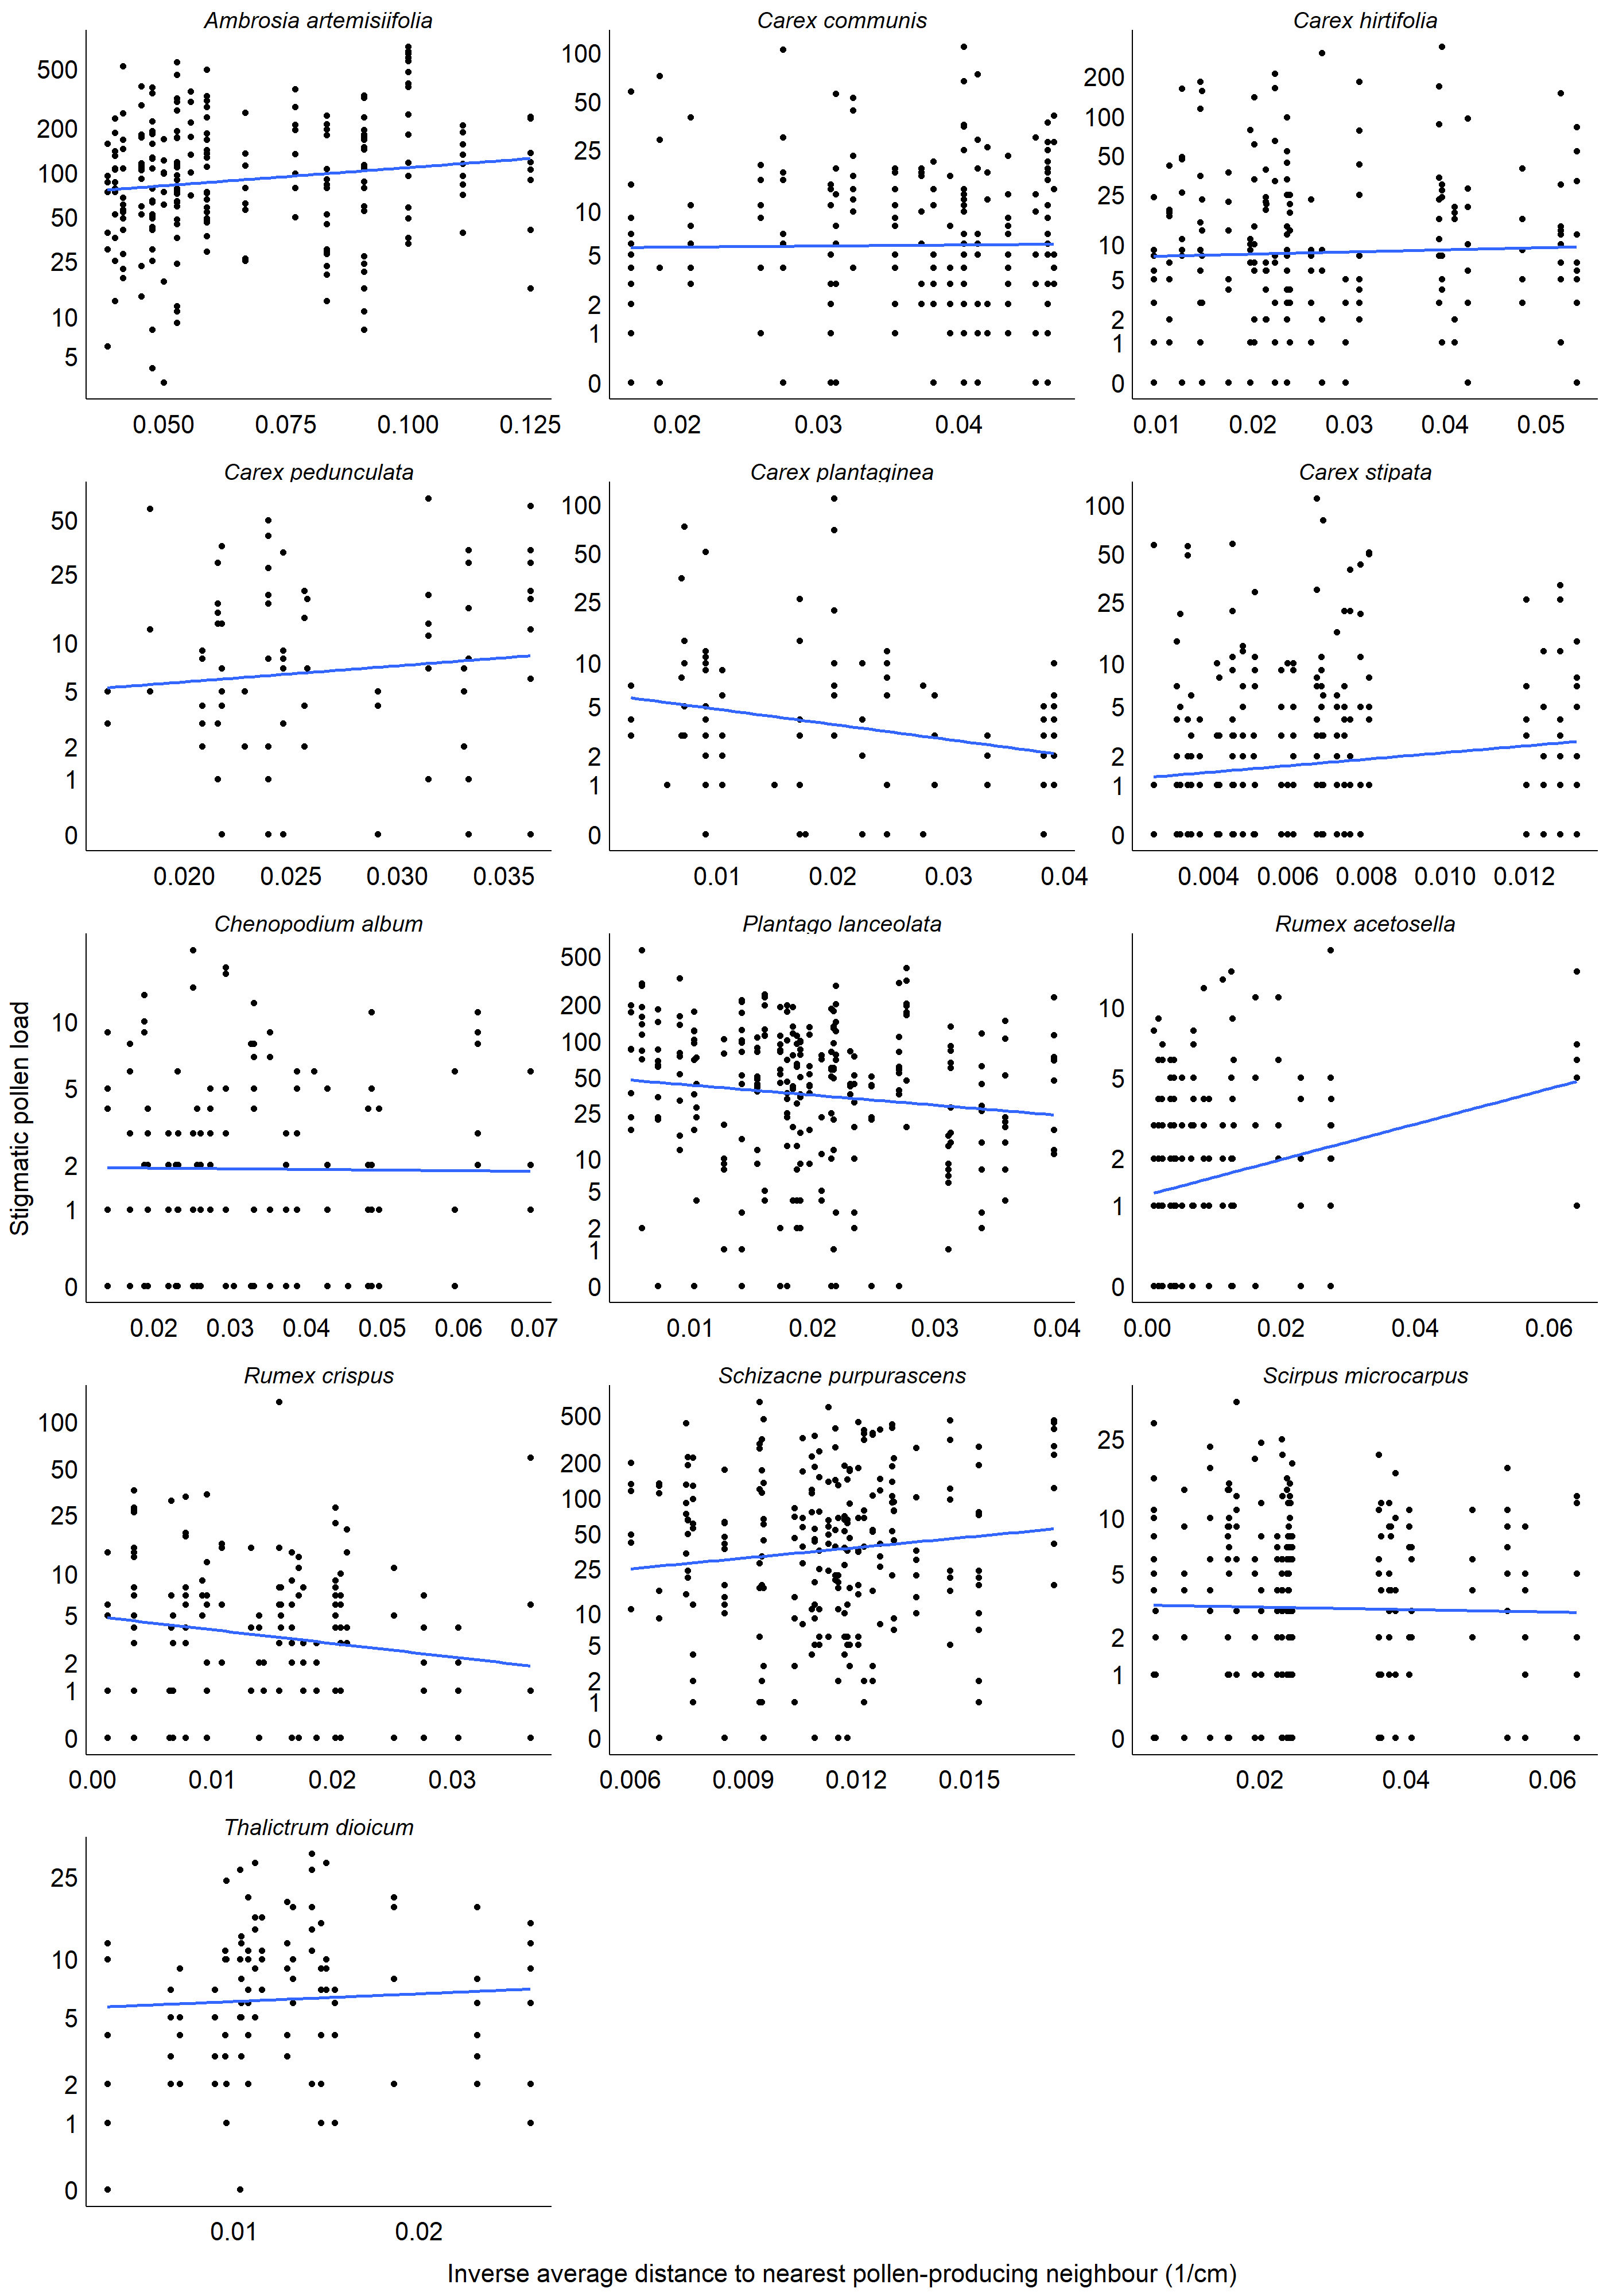 Ambrosia artemisiifolia Carex communis Carex hirtifolia
500 200 100 50 25 10 5
100 50 25 10 5 2 1 0
200 100 50 25 10 5 2 1 0
0.050 0.075 0.100 0.125 0.02 0.03 0.04 0.01 0.02 0.03 0.04 0.05
Carex pedunculata Carex plantaginea Carex stipata
50 25 10 5 2 1 0
100 50 25 10 5 2 1 0
100 50 25 10 5 2 1 0
0.020 0.025 0.030 0.035 0.01 0.02 0.03 0.04 0.004 0.006 0.008 0.010 0.012
Chenopodium album Plantago lanceolata Rumex acetosella
Stigmatic pollen load
10 5 2 1 0
500 200 100 50 25 10 5 2 1 0
10 5 2 1 0
0.02 0.03 0.04 0.05 0.06 0.07 0.01 0.02 0.03 0.04 0.00 0.02 0.04 0.06
Rumex crispus Schizacne purpurascens Scirpus microcarpus
100 50 25 10 5 2 1 0
500 200 100 50 25 10 5 2 1 0
25 10 5 2 1 0
0.00 0.01 0.02 0.03 0.006 0.009 0.012 0.015 0.02 0.04 0.06
Thalictrum dioicum
25 10 5 2 1 0
0.01 0.02
Inverse average distance to nearest pollen-producing neighbour (1/cm)